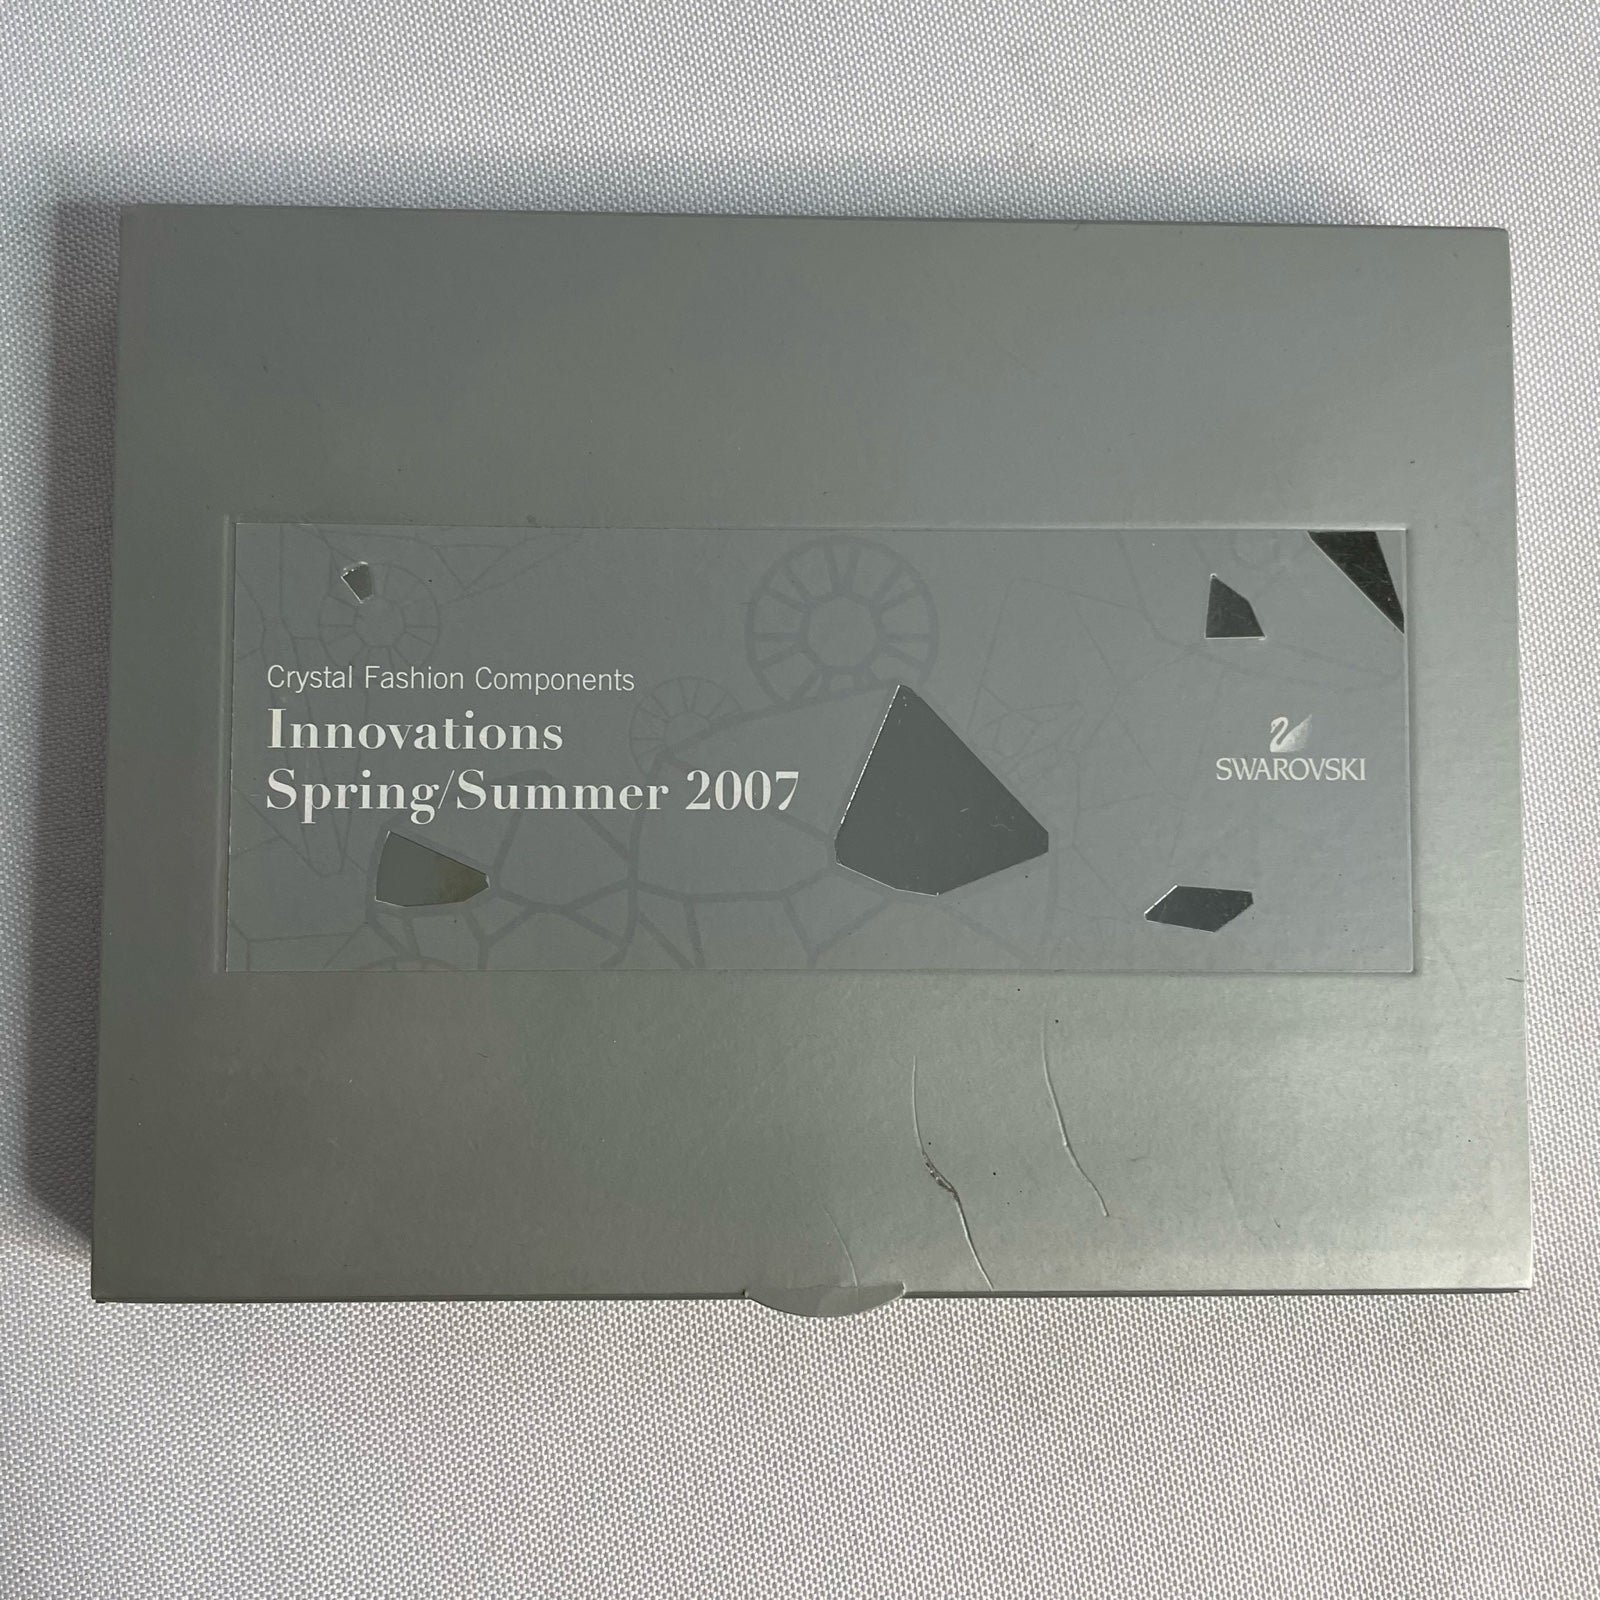 Crystal Fashion Components
Innovations
Spring/Summer 2007
SWAROVSKI